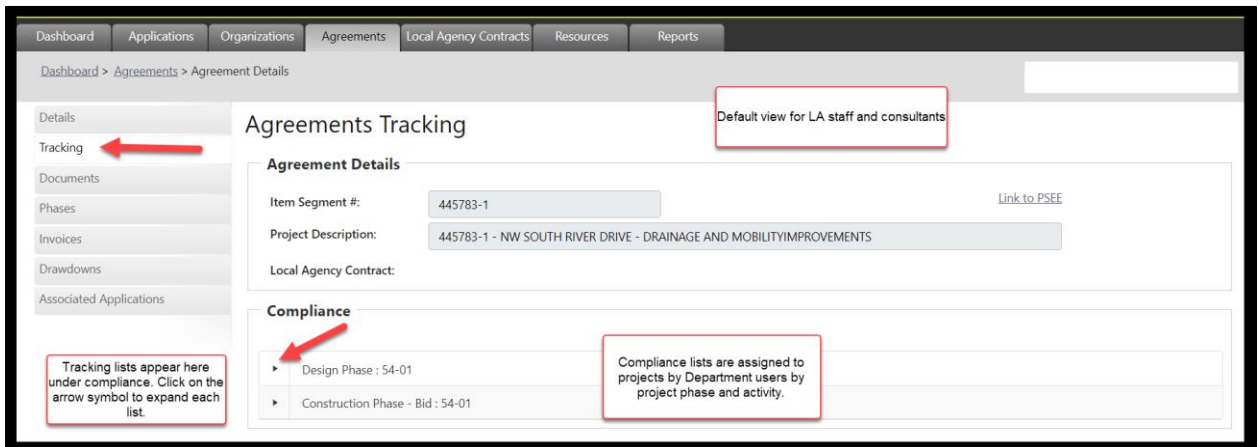 Dashboard Applications Organizations Agreements Local Agency Contracts Resources Reports
Dashboard > Agreements > Agreement Details
Details
Tracking
Documents
Phases
Invoices
Drawdowns
Associated Applications
Tracking lists appear here
under compliance. Click on the
arrow symbol to expand each
list.
Agreements Tracking
Default view for LA staff and consultants
Agreement Details
Item Segment #: 445783-1 Link to PSEE
Project Description: 445783-1 - NW SOUTH RIVER DRIVE - DRAINAGE AND MOBILITYIMPROVEMENTS
Local Agency Contract:
Compliance
Design Phase : 54-01
Construction Phase - Bid : 54-01
Compliance lists are assigned to
projects by Department users by
project phase and activity.